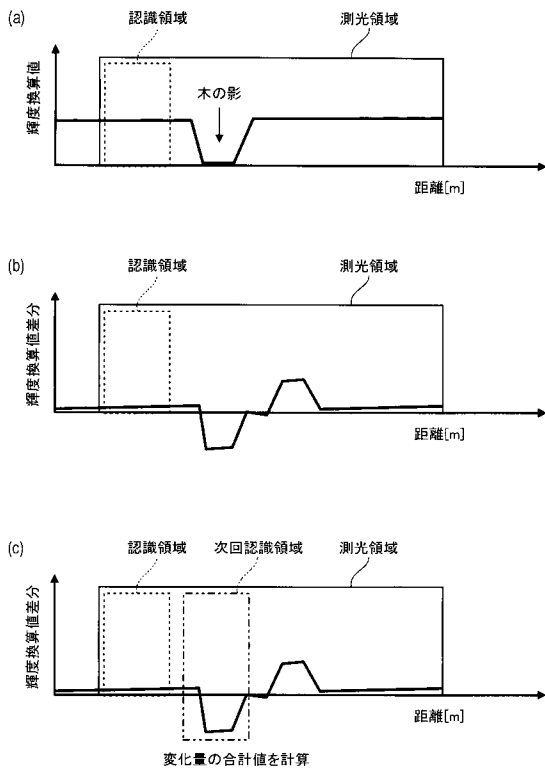 (a)
認識領域
測光領域
輝度換算値
木の影
距離[m]
(b)
認識領域
測光領域
輝度換算値差分
距離[m]
(c)
認識領域
次回認識領域
測光領域
輝度換算値差分
距離[m]
変化量の合計値を計算